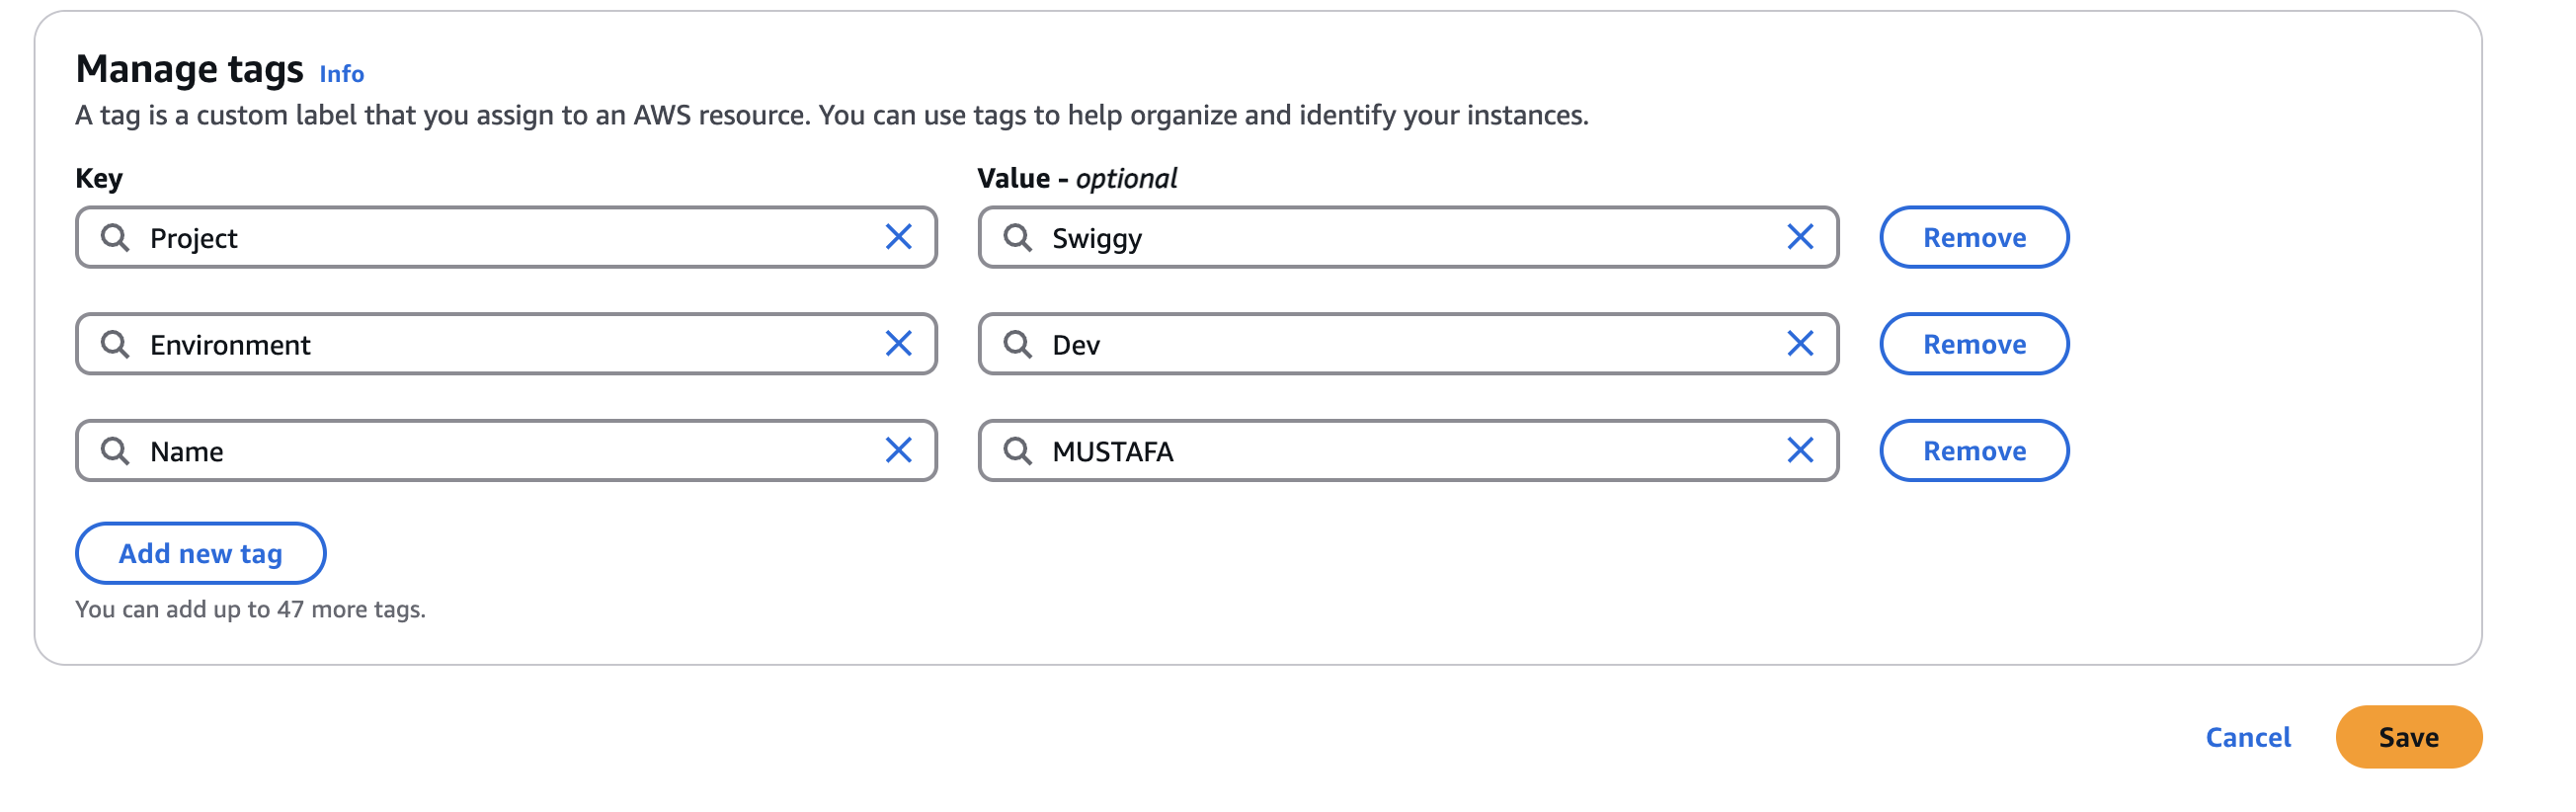 Manage tags Info
A tag is a custom label that you assign to an AWS resource. You can use tags to help organize and identify your instances.
Key Value - optional
Project Swiggy Remove
Environment Dev Remove
Name MUSTAFA Remove
Add new tag
You can add up to 47 more tags.
Cancel Save